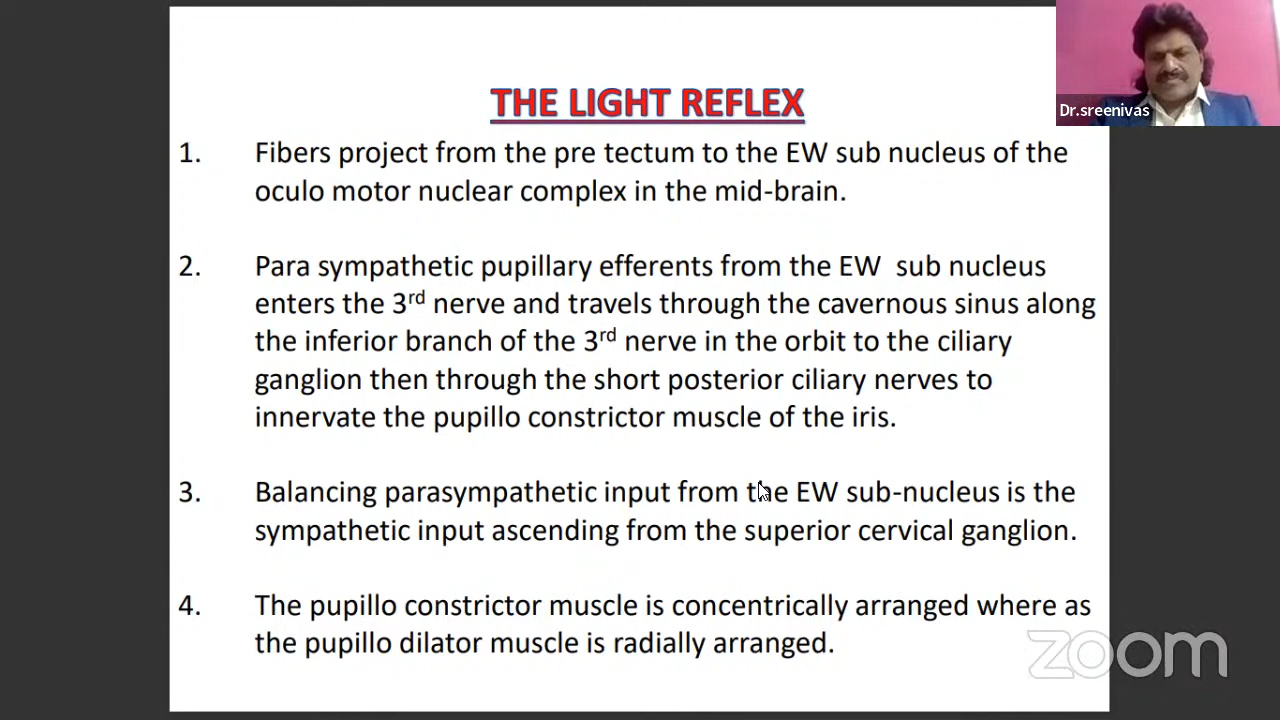 THE LIGHT REFLEX
Dr.sreenivas
1. Fibers project from the pre tectum to the EW sub nucleus of the
oculo motor nuclear complex in the mid-brain.
2. Para sympathetic pupillary efferents from the EW  sub nucleus
enters the 3rd nerve and travels through the cavernous sinus along
the inferior branch of the 3rd nerve in the orbit to the ciliary
ganglion then through the short posterior ciliary nerves to
innervate the pupillo constrictor muscle of the iris.
3. Balancing parasympathetic input from the EW sub-nucleus is the
sympathetic input ascending from the superior cervical ganglion.
4. The pupillo constrictor muscle is concentrically arranged where as
the pupillo dilator muscle is radially arranged.
zoom